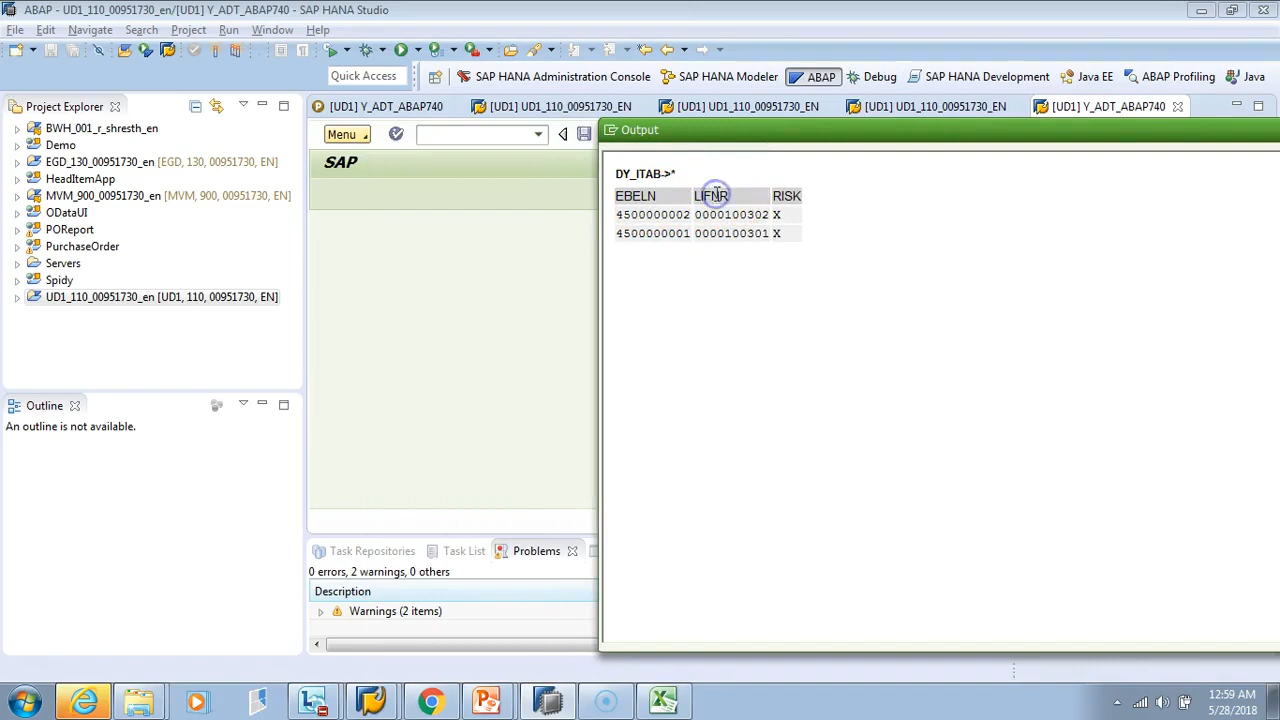 ABAP - UD1_110_00951730_en/[UD1] Y_ADT_ABAP740 - SAP HANA Studio
File Edit Navigate Search Project Run Window Help
Quick Access SAP HANA Administration Console SAP HANA Modeler ABAP Debug SAP HANA Development Java EE ABAP Profiling Java
Project Explorer [UD1] Y_ADT_ABAP740 [UD1] UD1_110_00951730_EN [UD1] UD1_110_00951730_EN [UD1] UD1_110_00951730_EN [UD1] Y_ADT_ABAP740
BWH_001_r_shresth_en
Demo
EGD_130_00951730_en [EGD, 130, 00951730, EN]
HeadItemApp
MVM_900_00951730_en [MVM, 900, 00951730, EN]
ODataUI
POReport
PurchaseOrder
Servers
Spidy
UD1_110_00951730_en [UD1, 110, 00951730, EN]
Outline
An outline is not available.
Menu
SAP
Output
DY_ITAB->*
EBELN LIFNR RISK
4500000002 0000100302 X
4500000001 0000100301 X
Task Repositories Task List Problems
0 errors, 2 warnings, 0 others
Description
Warnings (2 items)
12:59 AM
5/28/2018